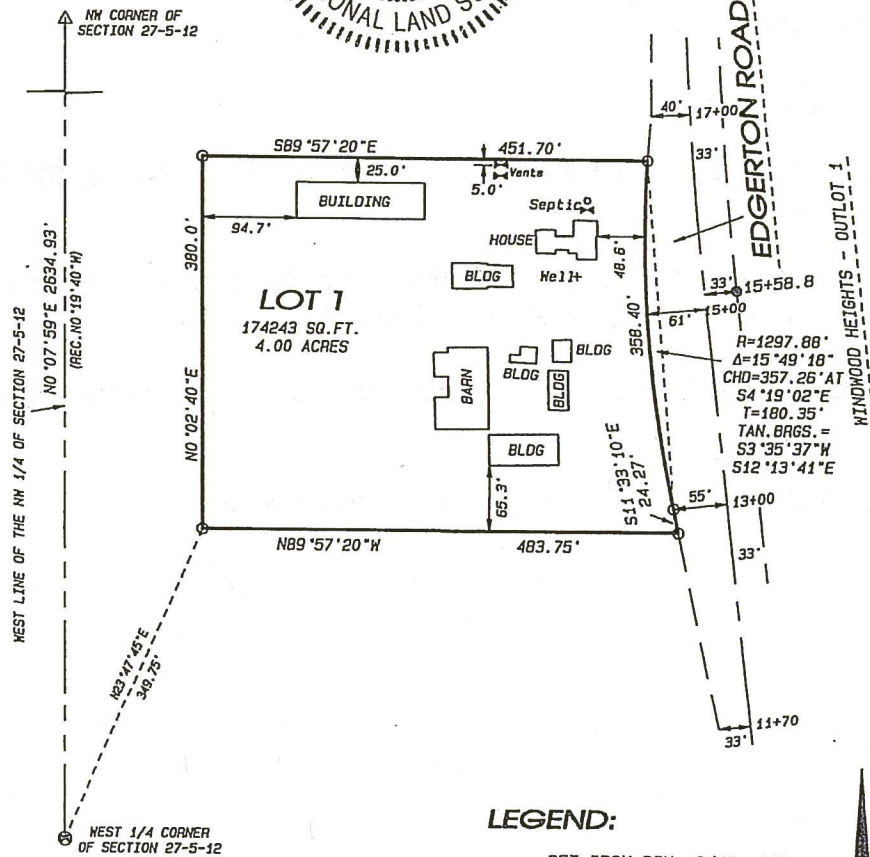 NW CORNER OF
SECTION 27-5-12
ONAL LAND S
EDGERTON ROAD
40' 17+00
33'
S89°57'20"E 451.70'
25.0'
5.0' Vents
BUILDING
94.7'
Septic
HOUSE
48.6'
BLDG
Well+
380.0'
N0°02'40"E
LOT 1
174243 SQ.FT.
4.00 ACRES
33' 15+58.8
61' 15+00
358.40'
R=1297.88'
Δ=15°49'18"
CHD=357.26'AT
S4°19'02"E
T=180.35'
TAN.BRGS.=
S3°35'37"W
S12°13'41"E
WINDWOOD HEIGHTS - OUTLOT 1
BLDG
BLDG
BLDG
BARN
BLDG
65.3'
S11°33'10"E
24.27'
55' 13+00
33'
N89°57'20"W 483.75'
WEST LINE OF THE NW 1/4 OF SECTION 27-5-12
N0°07'59"E 2634.93'
(REC.N0°19'40"W)
N23°47'45"E
349.75'
11+70
33'
WEST 1/4 CORNER
OF SECTION 27-5-12
LEGEND: